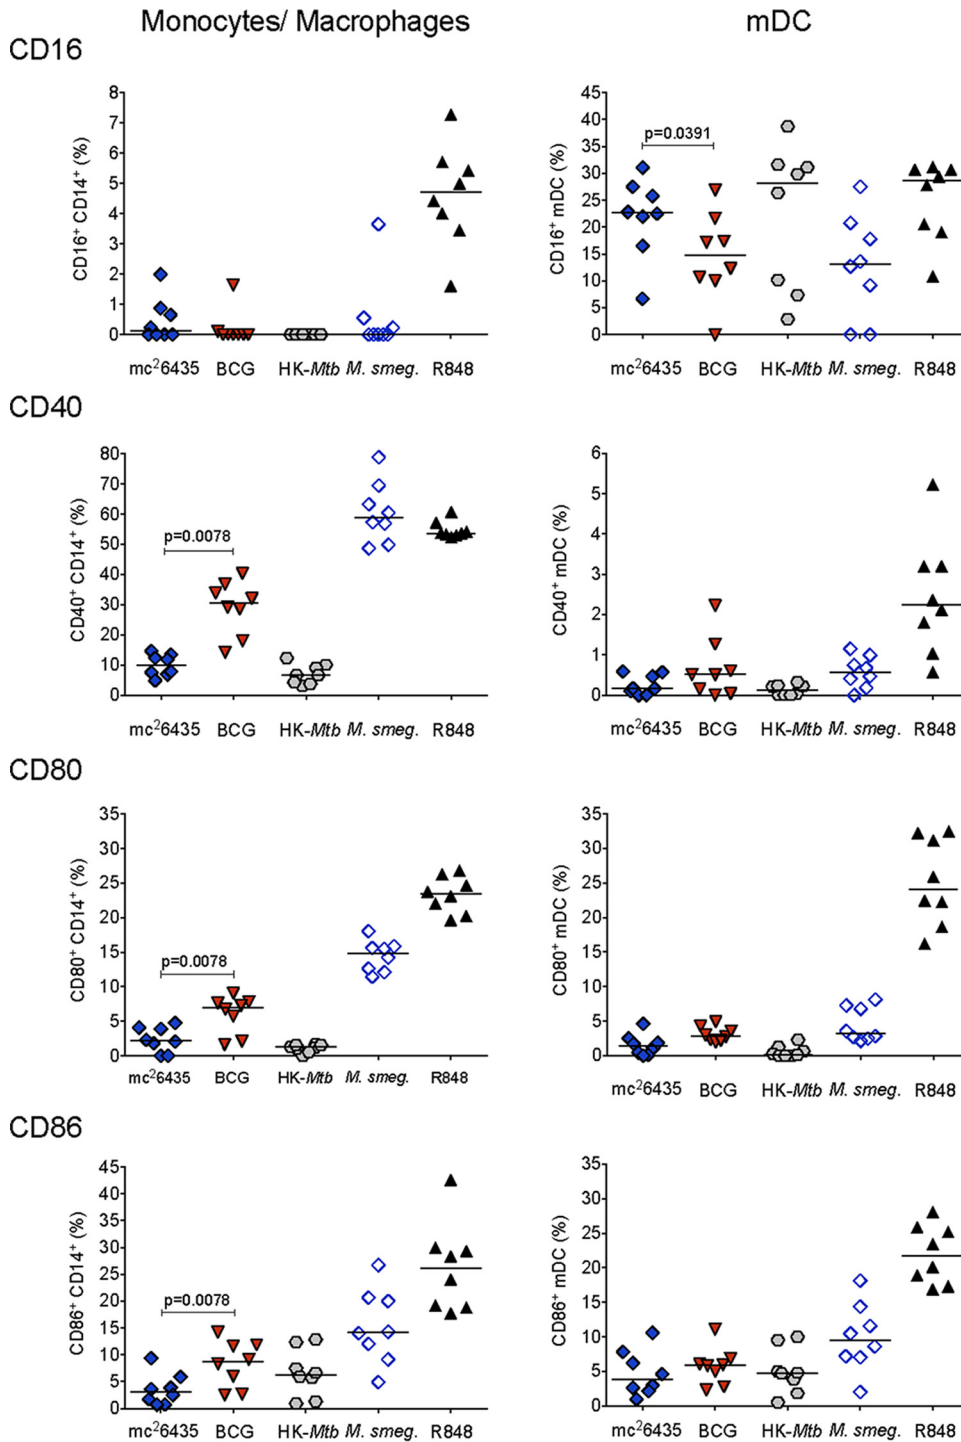 Monocytes/ Macrophages
mDC
CD16
CD16⁺ CD14⁺ (%)
8
7
6
5
4
3
2
1
0
mc²6435 BCG HK-Mtb M. smeg. R848
CD16⁺ mDC (%)
45
40
35
30
25
20
15
10
5
0
p=0.0391
mc²6435 BCG HK-Mtb M. smeg. R848
CD40
CD40⁺ CD14⁺ (%)
80
70
60
50
40
30
20
10
0
p=0.0078
mc²6435 BCG HK-Mtb M. smeg. R848
CD40⁺ mDC (%)
6
5
4
3
2
1
0
mc²6435 BCG HK-Mtb M. smeg. R848
CD80
CD80⁺ CD14⁺ (%)
35
30
25
20
15
10
5
0
p=0.0078
mc²6435 BCG HK-Mtb M. smeg. R848
CD80⁺ mDC (%)
35
30
25
20
15
10
5
0
mc²6435 BCG HK-Mtb M. smeg. R848
CD86
CD86⁺ CD14⁺ (%)
45
40
35
30
25
20
15
10
5
0
p=0.0078
mc²6435 BCG HK-Mtb M. smeg. R848
CD86⁺ mDC (%)
35
30
25
20
15
10
5
0
mc²6435 BCG HK-Mtb M. smeg. R848